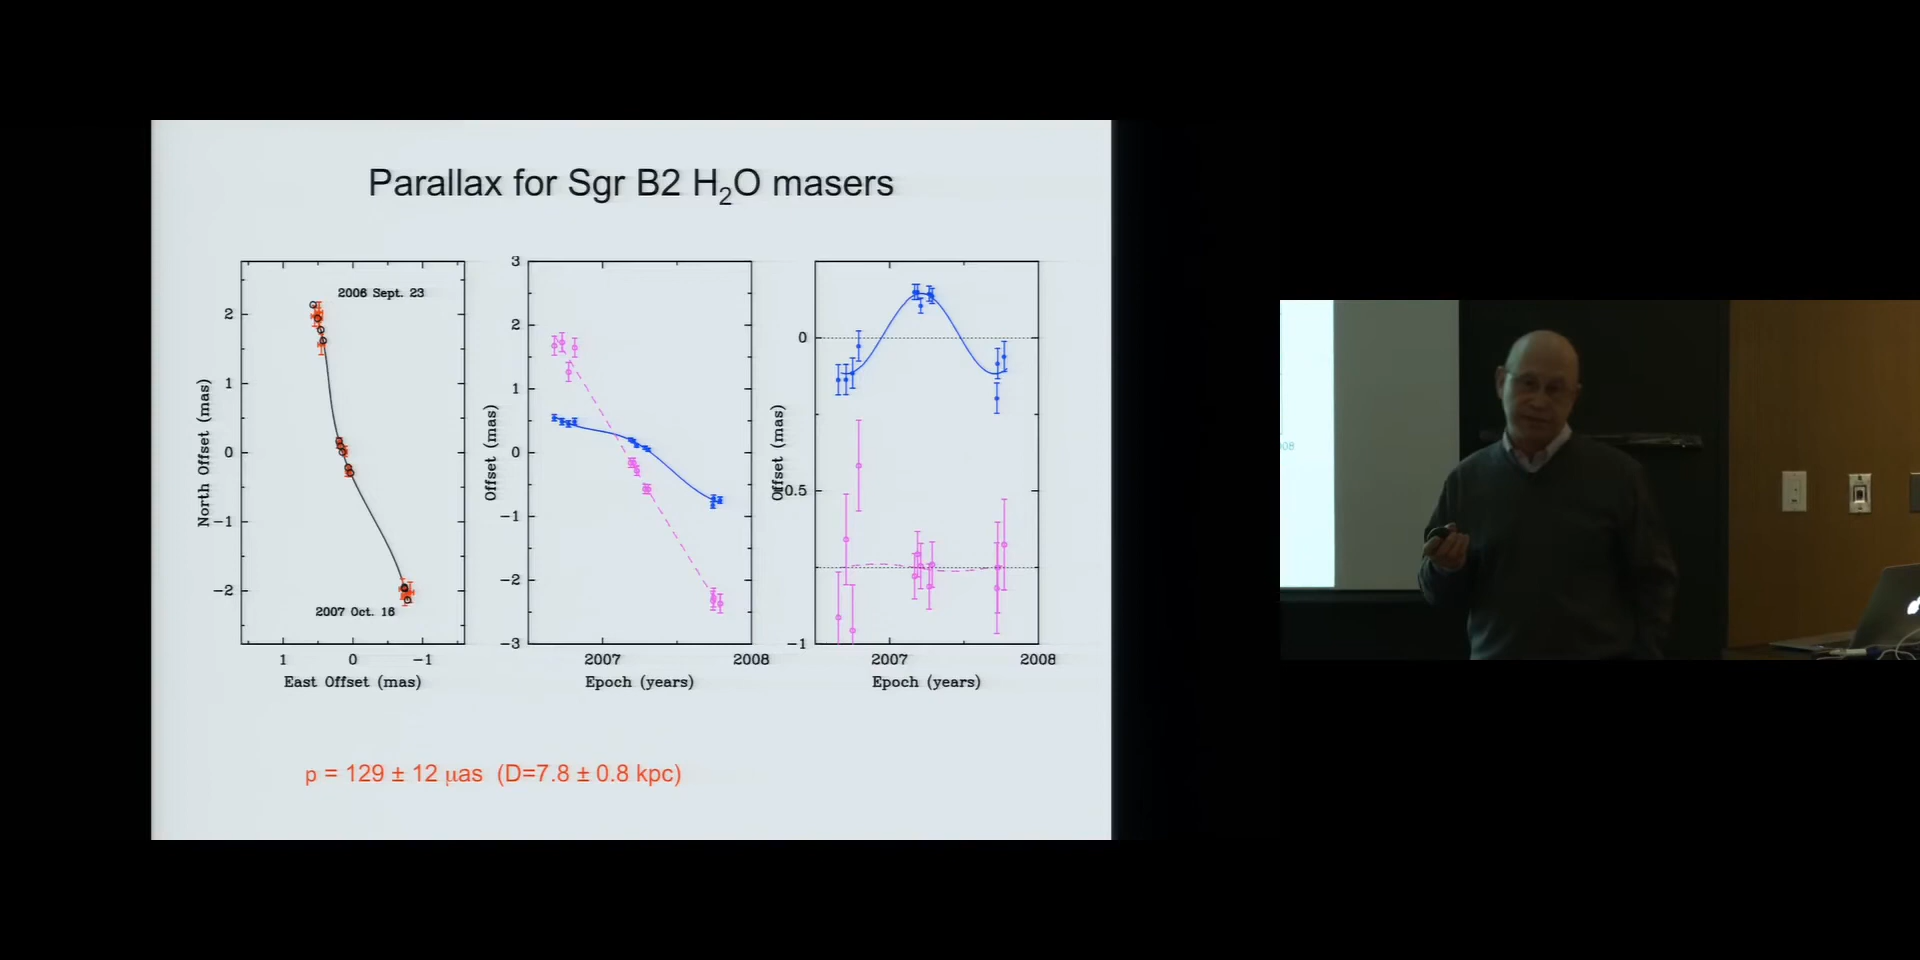 Parallax for Sgr B2 H₂O masers
2006 Sept. 23
2007 Oct. 16
North Offset (mas)
2
1
0
−1
−2
1
0
−1
East Offset (mas)
Offset (mas)
3
2
1
0
−1
−2
−3
2007
2008
Epoch (years)
Offset (mas)
0
−1
2007
2008
Epoch (years)
p = 129 ± 12 μas (D=7.8 ± 0.8 kpc)